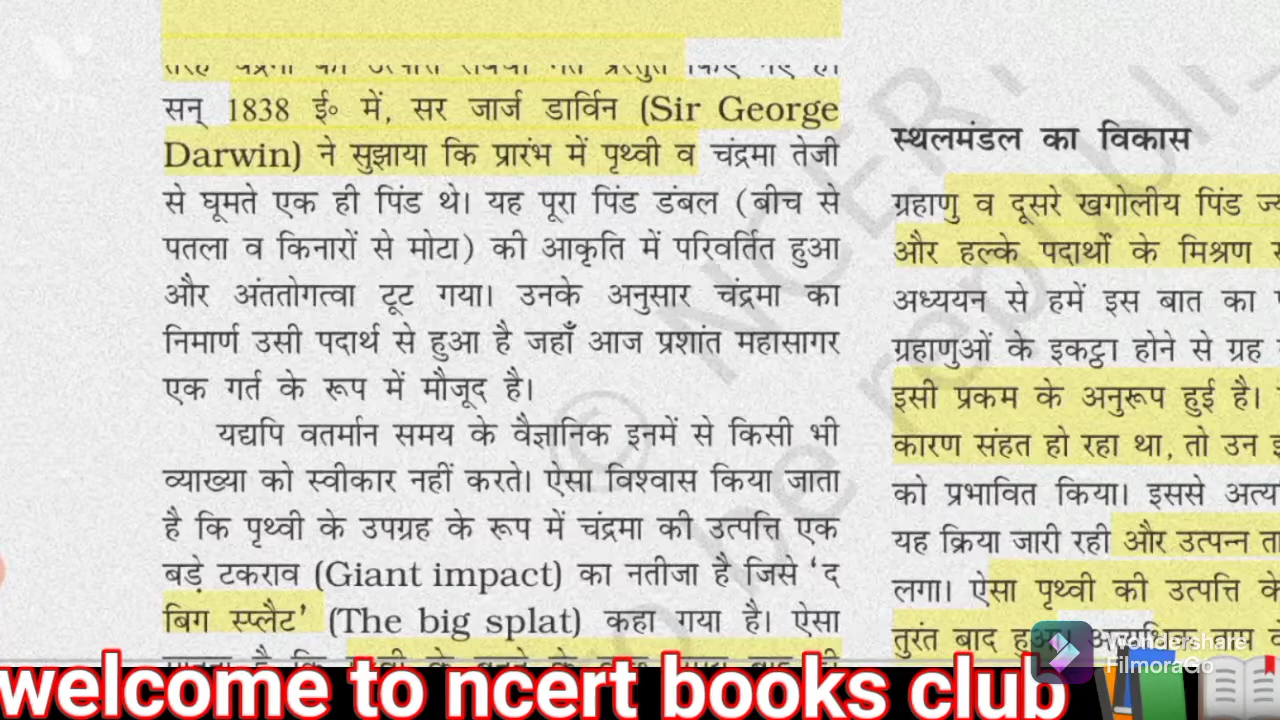 सन् 1838 ई॰ में, सर जार्ज डार्विन (Sir George
Darwin) ने सुझाया कि प्रारंभ में पृथ्वी व चंद्रमा तेजी
से घूमते एक ही पिंड थे। यह पूरा पिंड डंबल (बीच से
पतला व किनारों से मोटा) की आकृति में परिवर्तित हुआ
और अंततोगत्वा टूट गया। उनके अनुसार चंद्रमा का
निमार्ण उसी पदार्थ से हुआ है जहाँ आज प्रशांत महासागर
एक गर्त के रूप में मौजूद है।
यद्यपि वतर्मान समय के वैज्ञानिक इनमें से किसी भी
व्याख्या को स्वीकार नहीं करते। ऐसा विश्वास किया जाता
है कि पृथ्वी के उपग्रह के रूप में चंद्रमा की उत्पत्ति एक
बड़े टकराव (Giant impact) का नतीजा है जिसे ‘द
बिग स्प्लैट’ (The big splat) कहा गया है। ऐसा
स्थलमंडल का विकास
ग्रहाणु व दूसरे खगोलीय पिंड
और हल्के पदार्थों के मिश्रण
अध्ययन से हमें इस बात का
ग्रहाणुओं के इकट्ठा होने से ग्रह
इसी प्रकम के अनुरूप हुई है।
कारण संहत हो रहा था, तो उन
को प्रभावित किया। इससे
यह क्रिया जारी रही और उत्पन्न
लगा। ऐसा पृथ्वी की उत्पत्ति के
तुरंत बाद हुआ।
© NCERT
be republis
Wondershare
FilmoraGo
welcome to ncert books club